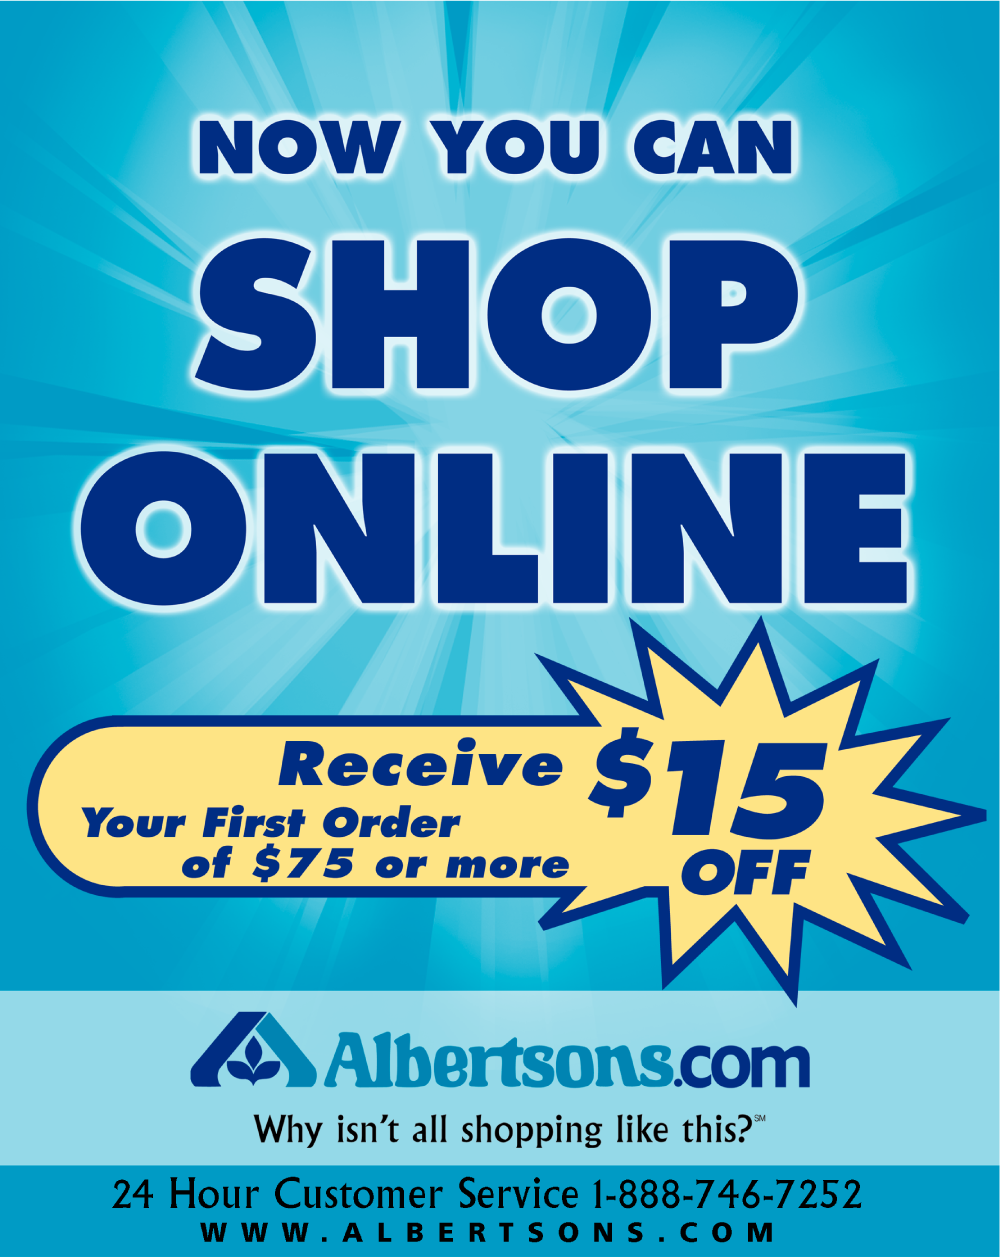 NOW YOU CAN
SHOP
ONLINE
Receive $15
Your First Order
of $75 or more
OFF
Albertsons.com
Why isn't all shopping like this?℠
24 Hour Customer Service 1-888-746-7252
WWW.ALBERTSONS.COM